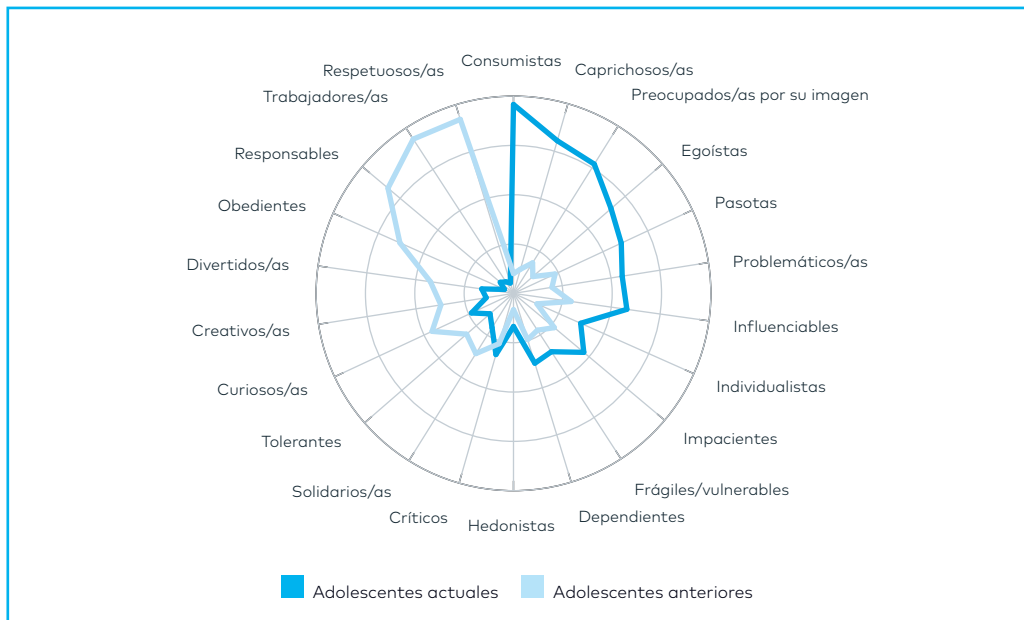 Consumistas
Caprichosos/as
Preocupados/as por su imagen
Egoístas
Pasotas
Problemáticos/as
Influenciables
Individualistas
Impacientes
Frágiles/vulnerables
Dependientes
Hedonistas
Críticos
Solidarios/as
Tolerantes
Curiosos/as
Creativos/as
Divertidos/as
Obedientes
Responsables
Trabajadores/as
Respetuosos/as
Adolescentes actuales
Adolescentes anteriores